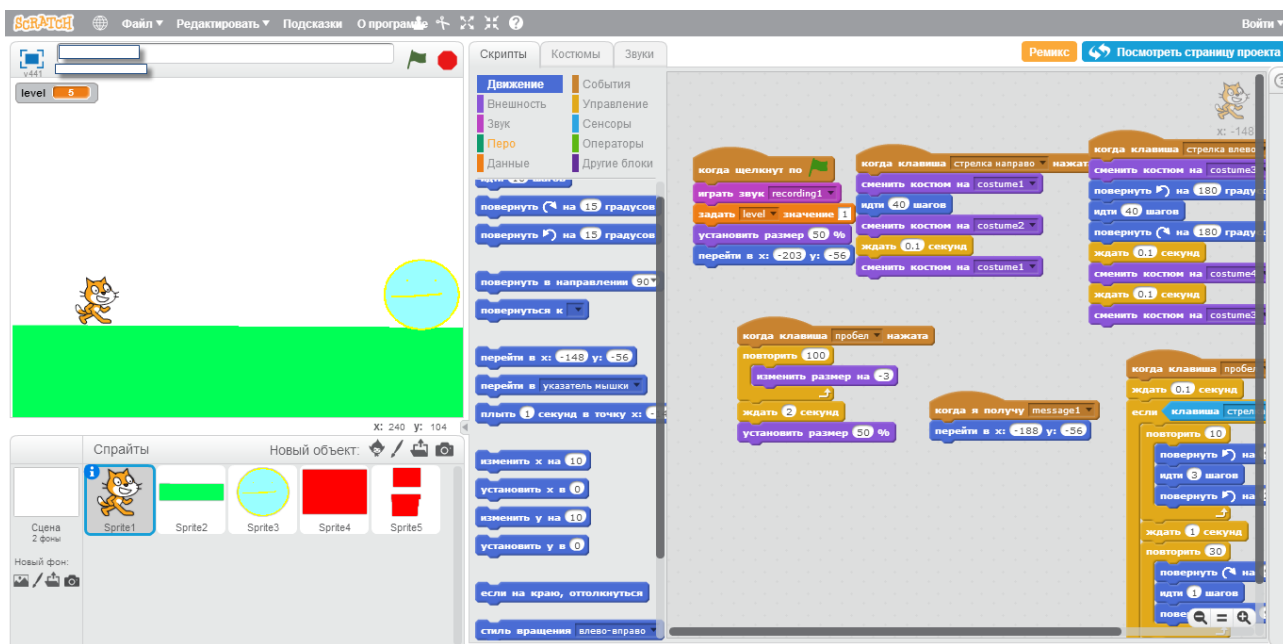 SCRATCH Файл Редактировать Подсказки О программе Войти
v441
level 5
x: 240 y: 104
Спрайты Новый объект:
Сцена
2 фоны
Новый фон:
Sprite1 Sprite2 Sprite3 Sprite4 Sprite5
Скрипты Костюмы Звуки
Ремикс Посмотреть страницу проекта
Движение События
Внешность Управление
Звук Сенсоры
Перо Операторы
Данные Другие блоки
повернуть на 15 градусов
повернуть на 15 градусов
повернуть в направлении 90
повернуться к
перейти в x: -148 y: -56
перейти в указатель мышки
плыть 1 секунд в точку x:
изменить x на 10
установить x в 0
изменить y на 10
установить y в 0
если на краю, оттолкнуться
стиль вращения влево-вправо
x: -148
когда щелкнут по
играть звук recording1
задать level значение 1
установить размер 50 %
перейти в x: -203 y: -56
когда клавиша стрелка направо нажат
сменить костюм на costume1
идти 40 шагов
сменить костюм на costume2
ждать 0.1 секунд
сменить костюм на costume1
когда клавиша стрелка влево
сменить костюм на costume3
повернуть на 180 граду
идти 40 шагов
повернуть на 180 граду
ждать 0.1 секунд
сменить костюм на costume4
ждать 0.1 секунд
сменить костюм на costume3
когда клавиша пробел нажата
повторить 100
изменить размер на -3
ждать 2 секунд
установить размер 50 %
когда я получу message1
перейти в x: -188 y: -56
когда клавиша пробел
ждать 0.1 секунд
если клавиша стрел
повторить 10
повернуть на
идти 3 шагов
повернуть на
ждать 1 секунд
повторить 30
повернуть на
идти 1 шагов